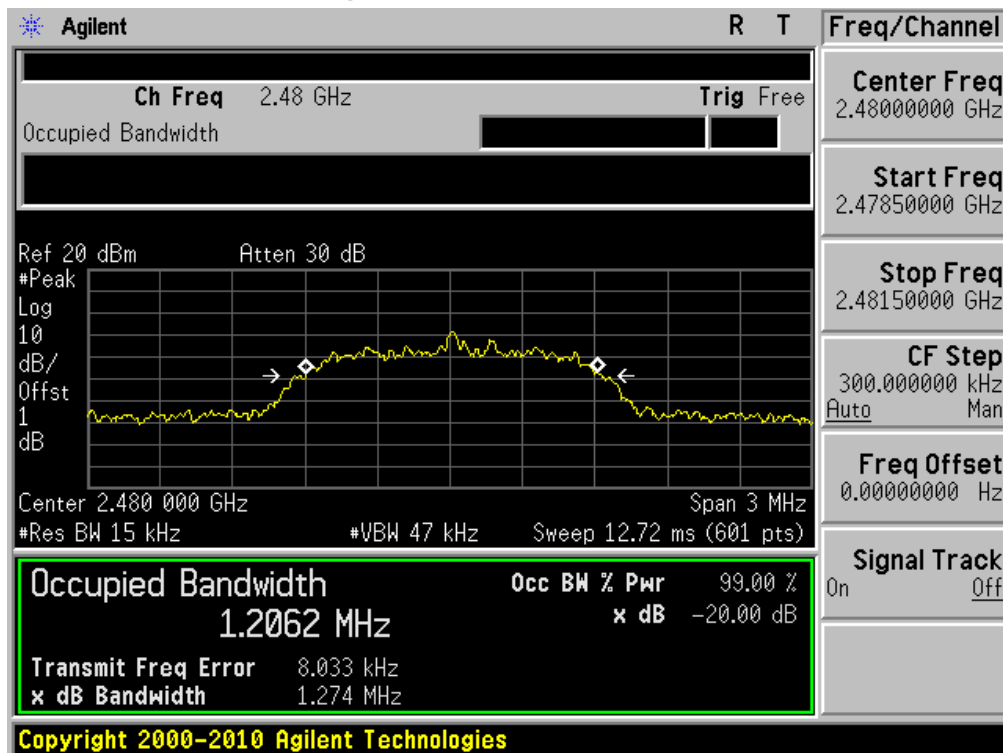 Agilent R T
Freq/Channel
Ch Freq 2.48 GHz Trig Free
Occupied Bandwidth
Center Freq
2.48000000 GHz
Start Freq
2.47850000 GHz
Stop Freq
2.48150000 GHz
CF Step
300.000000 kHz
Auto Man
Freq Offset
0.00000000 Hz
Signal Track
On Off
Ref 20 dBm Atten 30 dB
#Peak
Log
10
dB/
Offst
1
dB
Center 2.480 000 GHz Span 3 MHz
#Res BW 15 kHz #VBW 47 kHz Sweep 12.72 ms (601 pts)
Occupied Bandwidth Occ BW % Pwr 99.00 %
1.2062 MHz x dB -20.00 dB
Transmit Freq Error 8.033 kHz
x dB Bandwidth 1.274 MHz
Copyright 2000-2010 Agilent Technologies